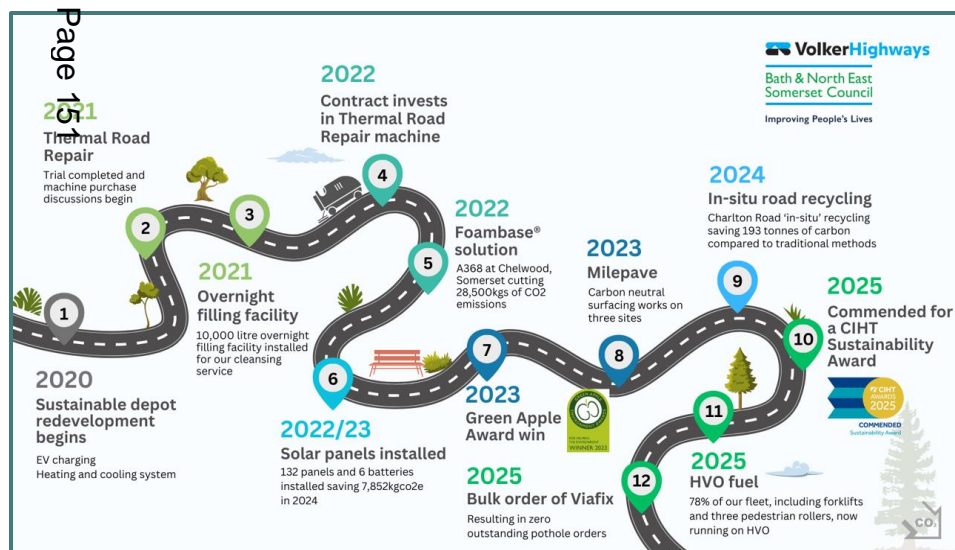 Page 151
VolkerHighways
Bath & North East
Somerset Council
Improving People's Lives
1
2020
Sustainable depot
redevelopment
begins
EV charging
Heating and cooling system
2
2021
Thermal Road
Repair
Trial completed and
machine purchase
discussions begin
3
2021
Overnight
filling facility
10,000 litre overnight
filling facility installed
for our cleansing
service
4
2022
Contract invests
in Thermal Road
Repair machine
5
2022
Foambase®
solution
A368 at Chelwood,
Somerset cutting
28,500kgs of CO2
emissions
6
2022/23
Solar panels installed
132 panels and 6 batteries
installed saving 7,852kgco2e
in 2024
7
2023
Green Apple
Award win
WINNER 2023
8
2023
Milepave
Carbon neutral
surfacing works on
three sites
9
2024
In-situ road recycling
Charlton Road 'in-situ' recycling
saving 193 tonnes of carbon
compared to traditional methods
10
2025
Commended for
a CIHT
Sustainability
Award
CIHT
AWARDS
2025
COMMENDED
Sustainability Award
11
2025
HVO fuel
78% of our fleet, including forklifts
and three pedestrian rollers, now
running on HVO
12
2025
Bulk order of Viafix
Resulting in zero
outstanding pothole orders
CO₂